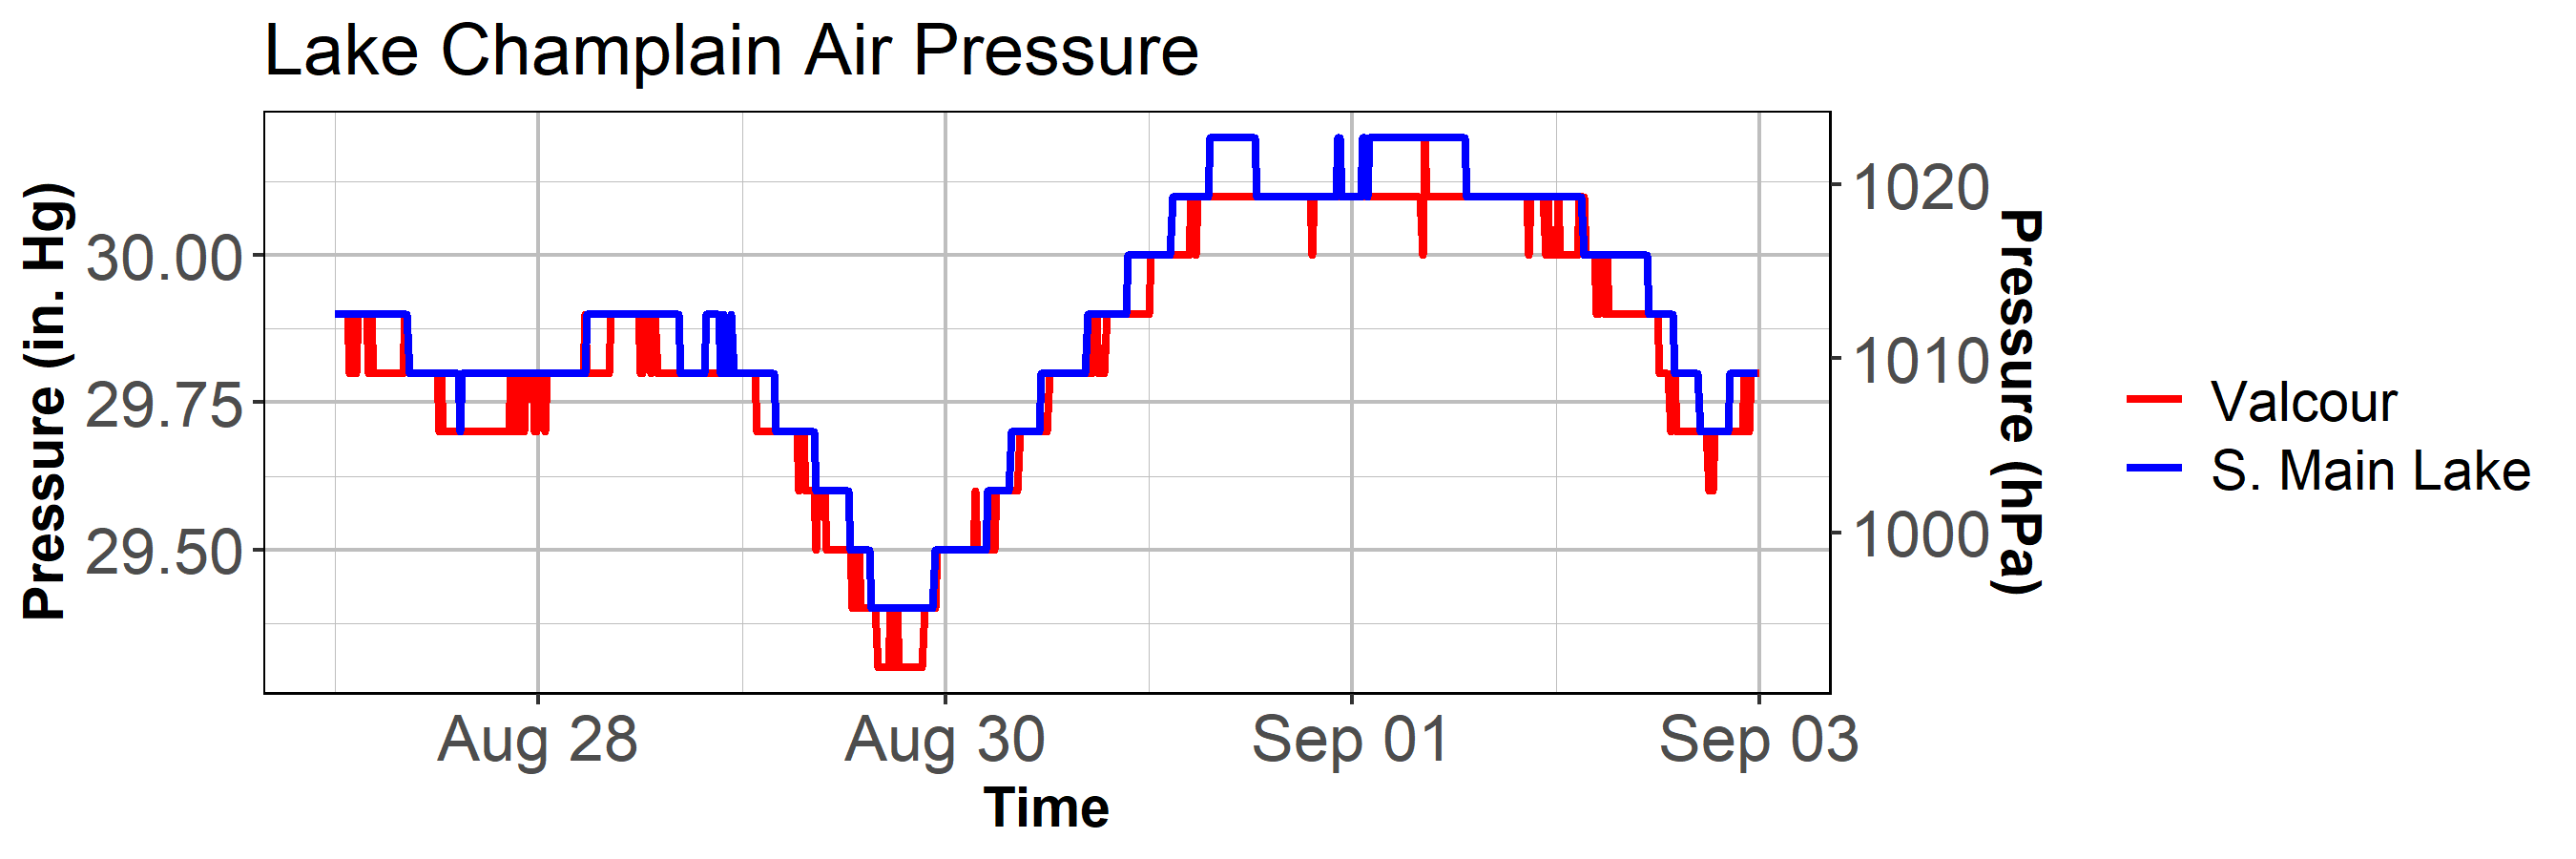 Lake Champlain Air Pressure
Pressure (in. Hg)
30.00
29.75
29.50
1020
1010
1000
Pressure (hPa)
Aug 28
Aug 30
Sep 01
Sep 03
Time
Valcour
S. Main Lake